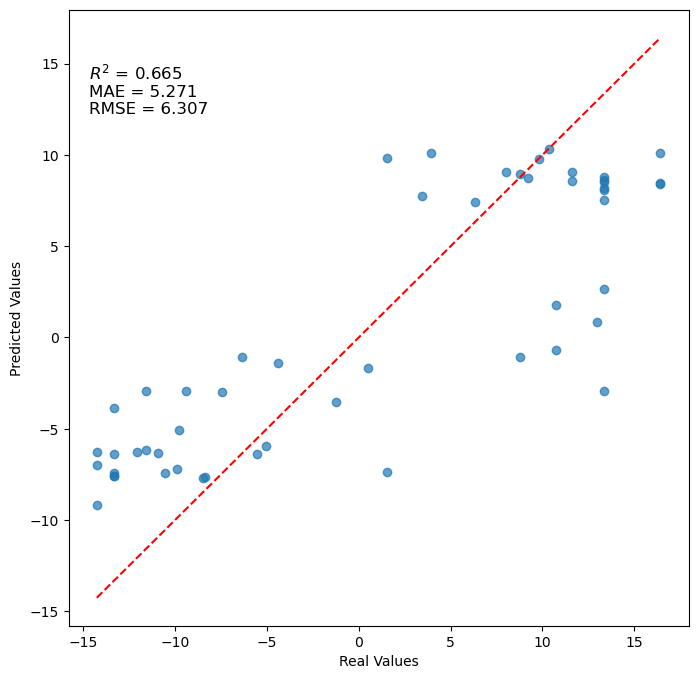 R² = 0.665
MAE = 5.271
RMSE = 6.307
15
10
5
0
−5
−10
−15
Predicted Values
−15 −10 −5 0 5 10 15
Real Values